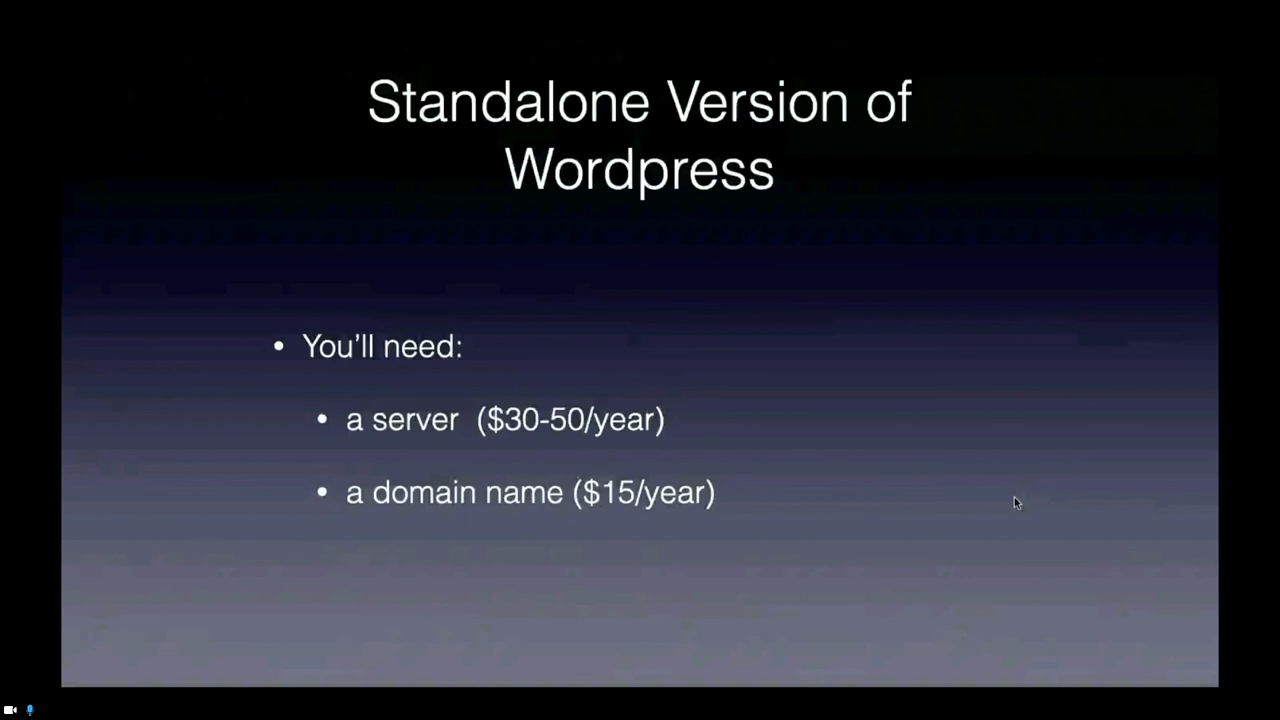 Standalone Version of
Wordpress
• You'll need:
• a server  ($30-50/year)
• a domain name ($15/year)